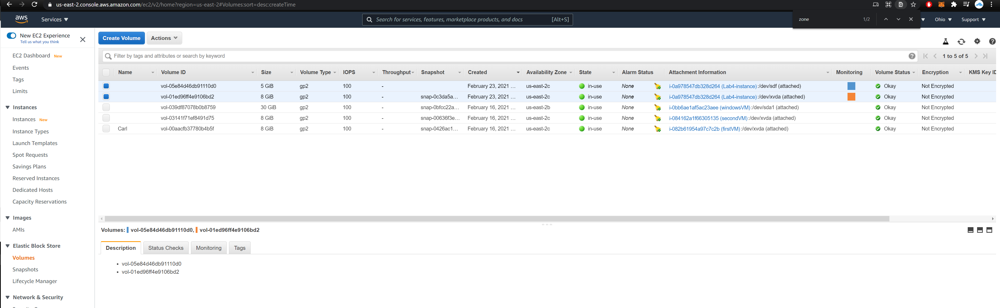 us-east-2.console.aws.amazon.com/ec2/v2/home?region=us-east-2#Volumes:sort=desc:createTime
aws Services Search for services, features, marketplace products, and docs [Alt+S] zone 1/2 Ohio Support
New EC2 Experience
Tell us what you think
EC2 Dashboard New
Events
Tags
Limits
Instances
Instances New
Instance Types
Launch Templates
Spot Requests
Savings Plans
Reserved Instances
Dedicated Hosts
Capacity Reservations
Images
AMIs
Elastic Block Store
Volumes
Snapshots
Lifecycle Manager
Network & Security
Create Volume Actions
Filter by tags and attributes or search by keyword 1 to 5 of 5
Name Volume ID Size Volume Type IOPS Throughput Snapshot Created Availability Zone State Alarm Status Attachment Information Monitoring Volume Status Encryption KMS Key ID
vol-05e84d46db91110d0 5 GiB gp2 100 - February 23, 2021 ... us-east-2c in-use None i-0a978547db328d264 (Lab4-instance):/dev/sdf (attached) Okay Not Encrypted
vol-01ed96ff4e9106bd2 8 GiB gp2 100 - snap-0c3da5a... February 23, 2021 ... us-east-2c in-use None i-0a978547db328d264 (Lab4-instance):/dev/xvda (attached) Okay Not Encrypted
vol-039df87078b0b8759 30 GiB gp2 100 - snap-0bfcc22a... February 16, 2021 ... us-east-2b in-use None i-0bb6ae1af5ac23aee (windowsVM):/dev/sda1 (attached) Okay Not Encrypted
vol-03141f71ef8491d75 8 GiB gp2 100 - snap-00636f3e... February 16, 2021 ... us-east-2c in-use None i-084162a1f66305135 (secondVM):/dev/xvda (attached) Okay Not Encrypted
Carl vol-00aacfb37780b4b5f 8 GiB gp2 100 - snap-0426ac1... February 16, 2021 ... us-east-2c in-use None i-082b61954a97c7c2b (firstVM):/dev/xvda (attached) Okay Not Encrypted
Volumes: vol-05e84d46db91110d0, vol-01ed96ff4e9106bd2
Description Status Checks Monitoring Tags
• vol-05e84d46db91110d0
• vol-01ed96ff4e9106bd2